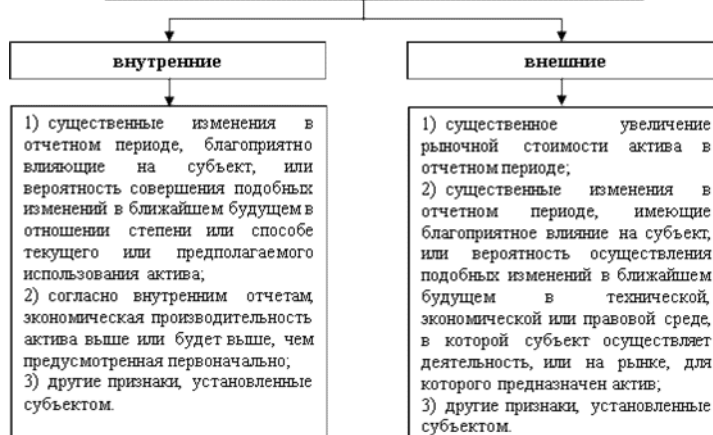 внутренние
1) существенные изменения в
отчетном периоде, благоприятно
влияющие на субъект, или
вероятность совершения подобных
изменений в ближайшем будущем в
отношении степени или способе
текущего или предполагаемого
использования актива;
2) согласно внутренним отчетам,
экономическая производительность
актива выше или будет выше, чем
предусмотренная первоначально;
3) другие признаки, установленные
субъектом.
внешние
1) существенное увеличение
рыночной стоимости актива в
отчетном периоде;
2) существенные изменения в
отчетном периоде, имеющие
благоприятное влияние на субъект,
или вероятность осуществления
подобных изменений в ближайшем
будущем в технической,
экономической или правовой среде,
в которой субъект осуществляет
деятельность, или на рынке, для
которого предназначен актив;
3) другие признаки, установленные
субъектом.